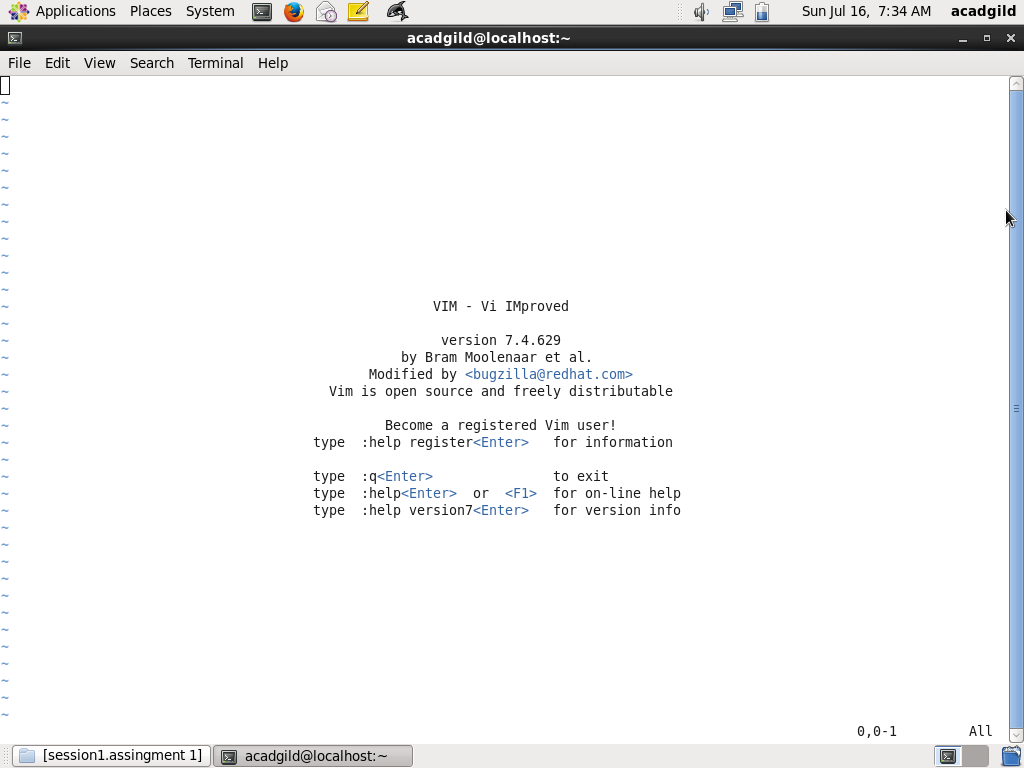 Applications Places System Sun Jul 16, 7:34 AM acadgild
acadgild@localhost:~
File Edit View Search Terminal Help
~
~
~
~
~
~
~
~
~
~
~
~
~ VIM - Vi IMproved
~
~ version 7.4.629
~ by Bram Moolenaar et al.
~ Modified by <bugzilla@redhat.com>
~ Vim is open source and freely distributable
~
~ Become a registered Vim user!
~ type :help register<Enter> for information
~
~ type :q<Enter> to exit
~ type :help<Enter> or <F1> for on-line help
~ type :help version7<Enter> for version info
~
~
~
~
~
~
~
~
~
~
~
~
0,0-1 All
[session1.assingment 1] acadgild@localhost:~